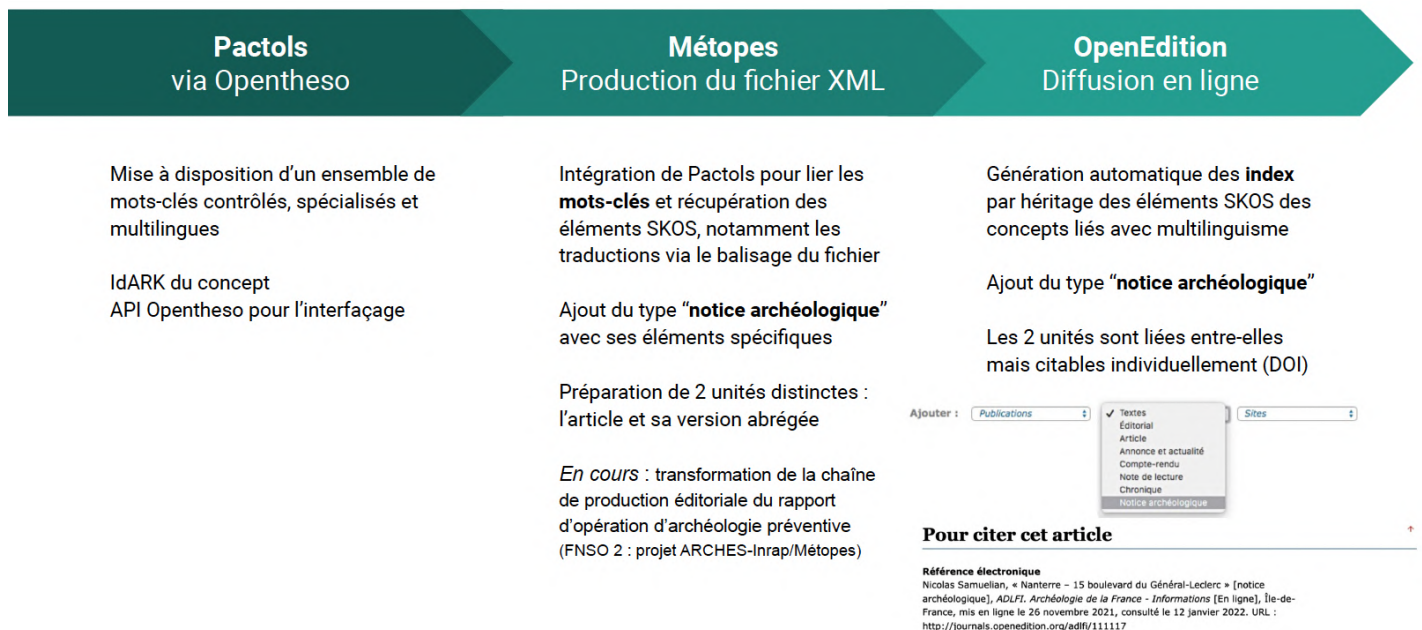 Pactols
via Opentheso
Métopes
Production du fichier XML
OpenEdition
Diffusion en ligne
Mise à disposition d’un ensemble de
mots-clés contrôlés, spécialisés et
multilingues
IdARK du concept
API Opentheso pour l’interfaçage
Intégration de Pactols pour lier les
mots-clés et récupération des
éléments SKOS, notamment les
traductions via le balisage du fichier
Ajout du type “notice archéologique”
avec ses éléments spécifiques
Préparation de 2 unités distinctes :
l’article et sa version abrégée
En cours : transformation de la chaîne
de production éditoriale du rapport
d’opération d’archéologie préventive
(FNSO 2 : projet ARCHES-Inrap/Métopes)
Génération automatique des index
par héritage des éléments SKOS des
concepts liés avec multilinguisme
Ajout du type “notice archéologique”
Les 2 unités sont liées entre-elles
mais citables individuellement (DOI)
Ajouter : Publications ✓ Textes Sites
Éditorial
Article
Annonce et actualité
Compte-rendu
Note de lecture
Chronique
Notice archéologique
Pour citer cet article
Référence électronique
Nicolas Samuelian, « Nanterre – 15 boulevard du Général-Leclerc » [notice
archéologique], ADLFI. Archéologie de la France - Informations [En ligne], Île-de-
France, mis en ligne le 26 novembre 2021, consulté le 12 janvier 2022. URL :
http://journals.openedition.org/adlfi/111117